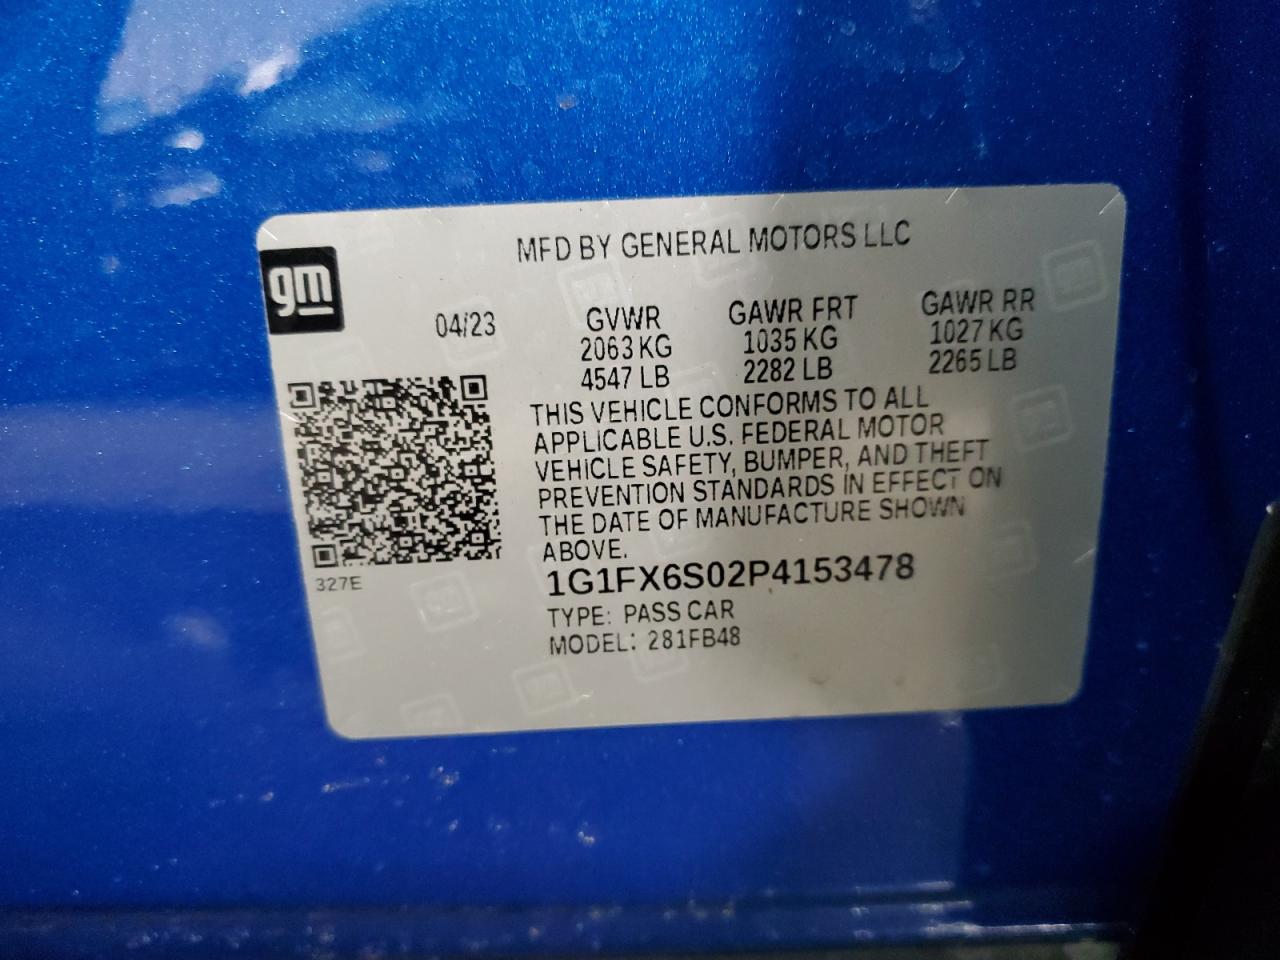 MFD BY GENERAL MOTORS LLC
gm
04/23
GVWR GAWR FRT GAWR RR
2063 KG 1035 KG 1027 KG
4547 LB 2282 LB 2265 LB
THIS VEHICLE CONFORMS TO ALL
APPLICABLE U.S. FEDERAL MOTOR
VEHICLE SAFETY, BUMPER, AND THEFT
PREVENTION STANDARDS IN EFFECT ON
THE DATE OF MANUFACTURE SHOWN
ABOVE.
327E
1G1FX6S02P4153478
TYPE: PASS CAR
MODEL: 281FB48